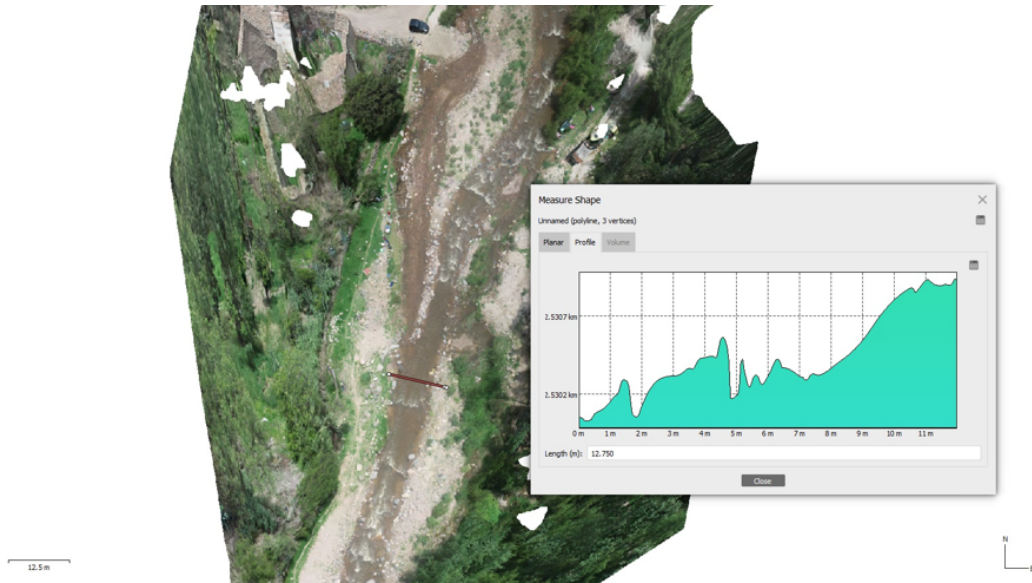 Measure Shape
Unnamed (polyline, 3 vertices)
Planar Profile Volume
2.5307 km
2.5302 km
0 m 1 m 2 m 3 m 4 m 5 m 6 m 7 m 8 m 9 m 10 m 11 m
Length (m): 12.750
Close
12.5 m
N